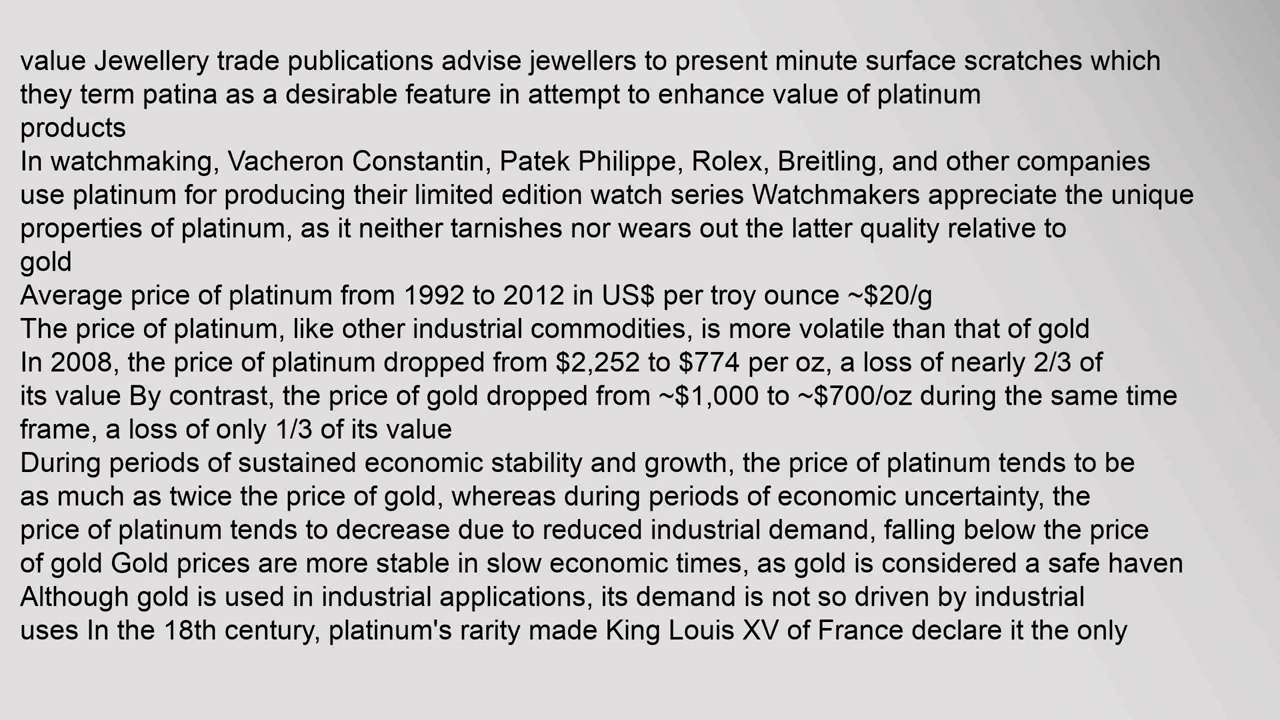 value Jewellery trade publications advise jewellers to present minute surface scratches which
they term patina as a desirable feature in attempt to enhance value of platinum
products
In watchmaking, Vacheron Constantin, Patek Philippe, Rolex, Breitling, and other companies
use platinum for producing their limited edition watch series Watchmakers appreciate the unique
properties of platinum, as it neither tarnishes nor wears out the latter quality relative to
gold
Average price of platinum from 1992 to 2012 in US$ per troy ounce ~$20/g
The price of platinum, like other industrial commodities, is more volatile than that of gold
In 2008, the price of platinum dropped from $2,252 to $774 per oz, a loss of nearly 2/3 of
its value By contrast, the price of gold dropped from ~$1,000 to ~$700/oz during the same time
frame, a loss of only 1/3 of its value
During periods of sustained economic stability and growth, the price of platinum tends to be
as much as twice the price of gold, whereas during periods of economic uncertainty, the
price of platinum tends to decrease due to reduced industrial demand, falling below the price
of gold Gold prices are more stable in slow economic times, as gold is considered a safe haven
Although gold is used in industrial applications, its demand is not so driven by industrial
uses In the 18th century, platinum's rarity made King Louis XV of France declare it the only